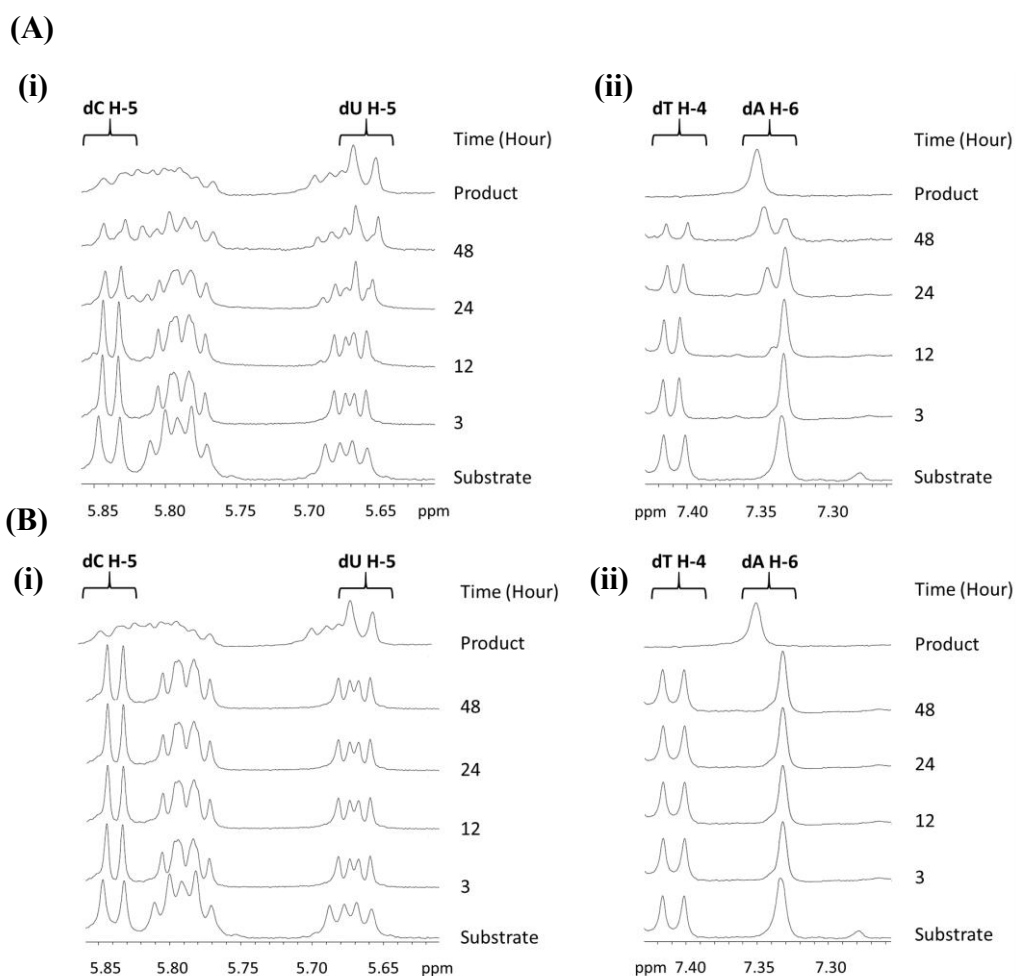 (A)
(i)
(ii)
dC H-5 dU H-5
dT H-4 dA H-6
Time (Hour)
Time (Hour)
Product
Product
48
48
24
24
12
12
3
3
Substrate
Substrate
5.85 5.80 5.75 5.70 5.65 ppm
ppm 7.40 7.35 7.30
(B)
(i)
(ii)
dC H-5 dU H-5
dT H-4 dA H-6
Time (Hour)
Time (Hour)
Product
Product
48
48
24
24
12
12
3
3
Substrate
Substrate
5.85 5.80 5.75 5.70 5.65 ppm
ppm 7.40 7.35 7.30